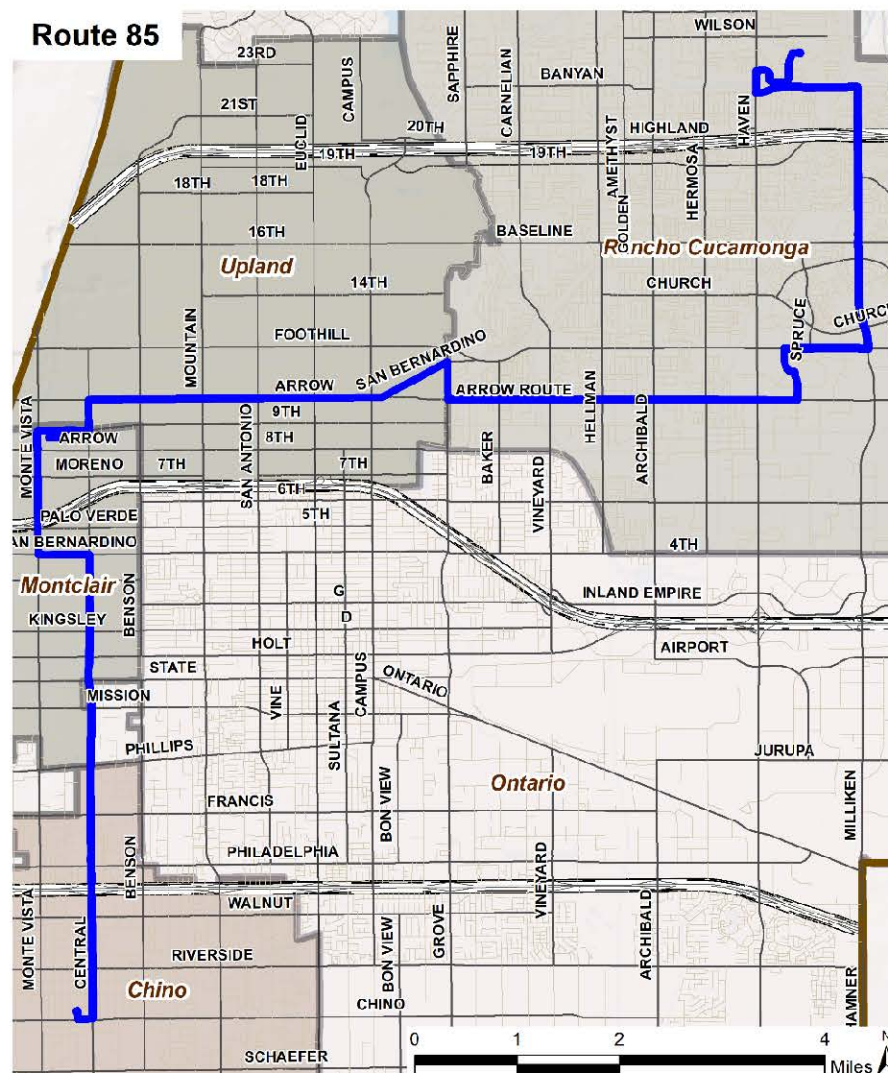 Route 85
WILSON
23RD
CAMPUS
SAPPHIRE
CARNELIAN
BANYAN
21ST
EUCLID
20TH
HIGHLAND
HAVEN
19TH
19TH
AMETHYST
HERMOSA
18TH
18TH
GOLDEN
16TH
BASELINE
Upland
Rancho Cucamonga
14TH
CHURCH
MOUNTAIN
FOOTHILL
SAN BERNARDINO
SPRUCE
CHURCH
ARROW
ARROW ROUTE
MONTE VISTA
9TH
HELLMAN
ARCHIBALD
ARROW
8TH
SAN ANTONIO
BAKER
VINEYARD
MORENO
7TH
7TH
6TH
PALO VERDE
5TH
AN BERNARDINO
4TH
Montclair
BENSON
INLAND EMPIRE
G
KINGSLEY
D
HOLT
AIRPORT
STATE
CAMPUS
ONTARIO
MISSION
VINE
SULTANA
PHILLIPS
JURUPA
Ontario
MILLIKEN
FRANCIS
BON VIEW
PHILADELPHIA
BENSON
MONTE VISTA
WALNUT
VINEYARD
ARCHIBALD
CENTRAL
RIVERSIDE
BON VIEW
GROVE
Chino
CHINO
HAMNER
SCHAEFER
0 1 2 4
Miles
N